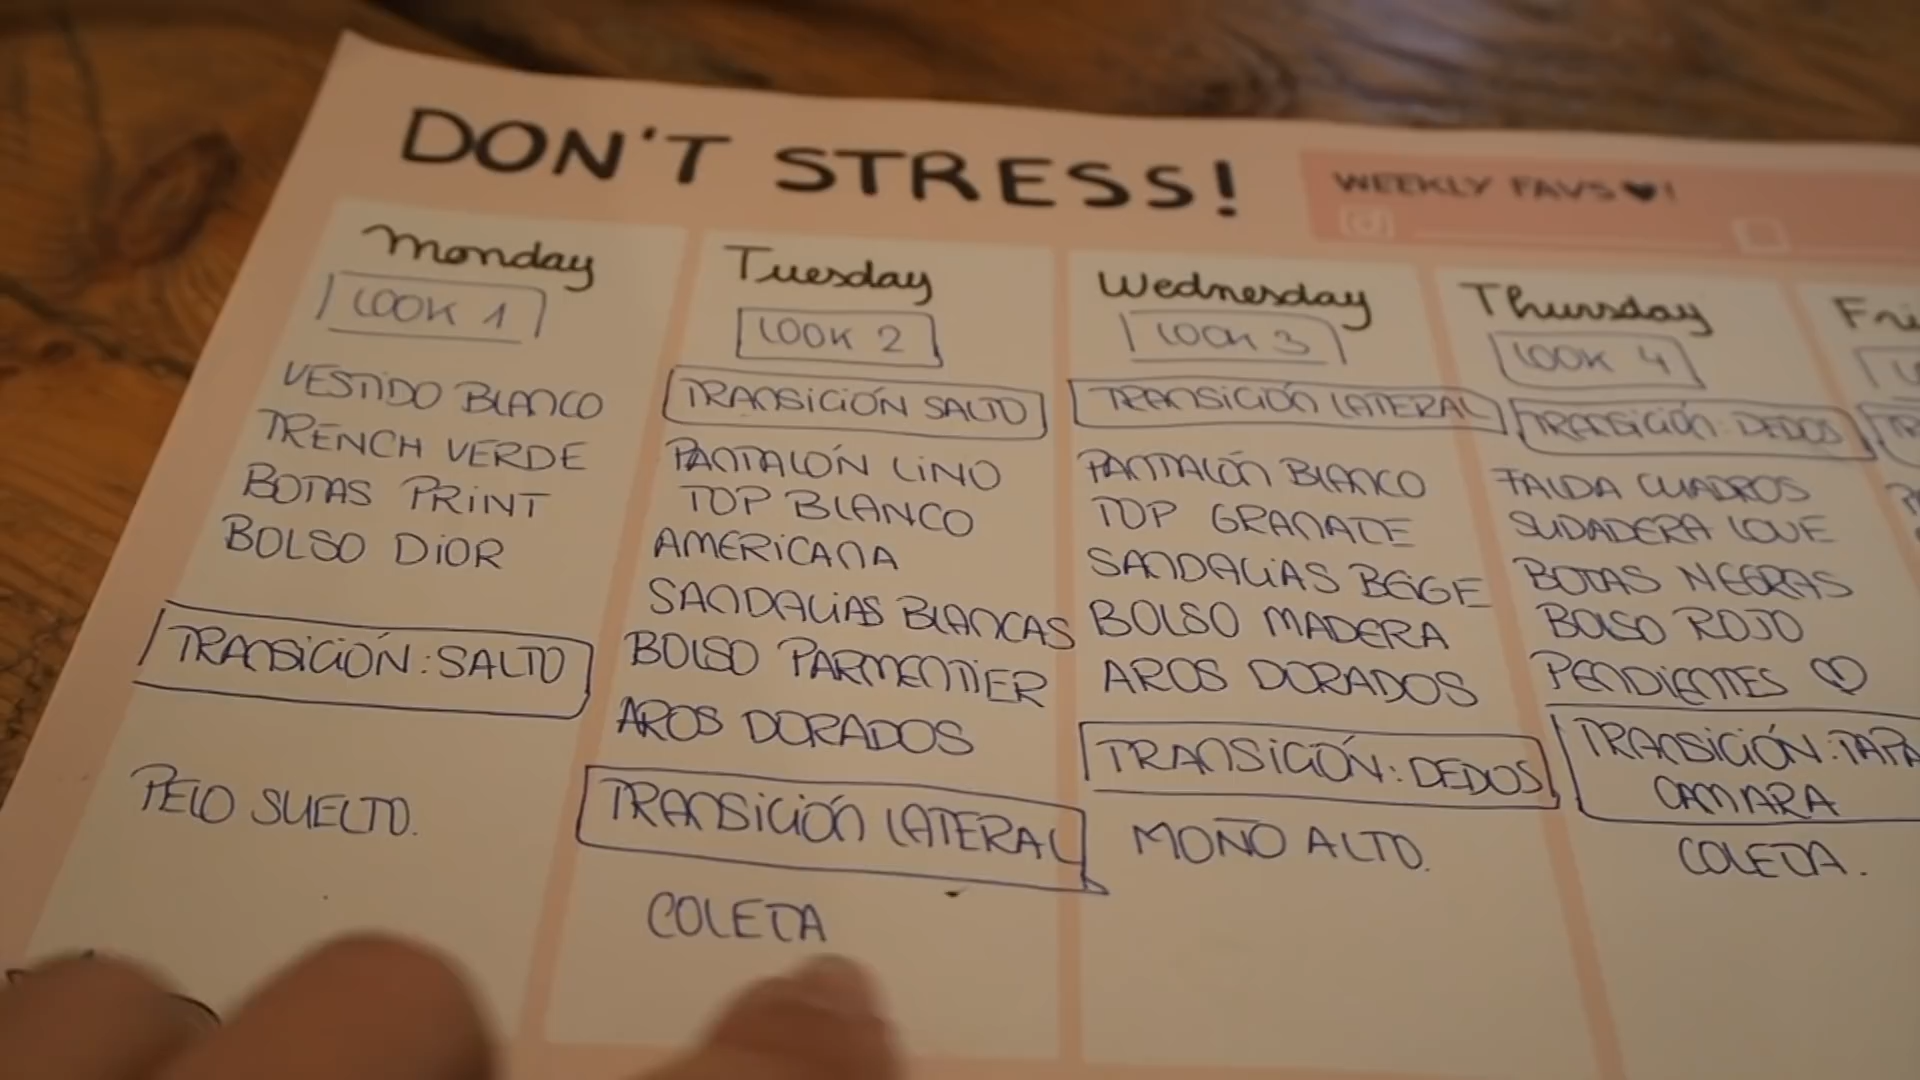 DON'T STRESS!
WEEKLY FAVS ♥!
Monday
LOOK 1
VESTIDO BLANCO
TRENCH VERDE
BOTAS PRINT
BOLSO DIOR
TRANSICIÓN: SALTO
PELO SUELTO.
Tuesday
LOOK 2
TRANSICIÓN SALTO
PANTALÓN LINO
TOP BLANCO
AMERICANA
SANDALIAS BLANCAS
BOLSO PARMENTIER
AROS DORADOS
TRANSICIÓN LATERAL
COLETA
Wednesday
LOOK 3
TRANSICIÓN LATERAL
PANTALÓN BLANCO
TOP GRANATE
SANDALIAS BEIGE
BOLSO MADERA
AROS DORADOS
TRANSICIÓN: DEDOS
MOÑO ALTO.
Thursday
LOOK 4
TRANSICIÓN: DEDOS
FALDA CUADROS
SUDADERA LOVE
BOTAS NEGRAS
BOLSO ROJO
PENDIENTES ♡
TRANSICIÓN: TAPA
CAMARA
COLETA.
Fri